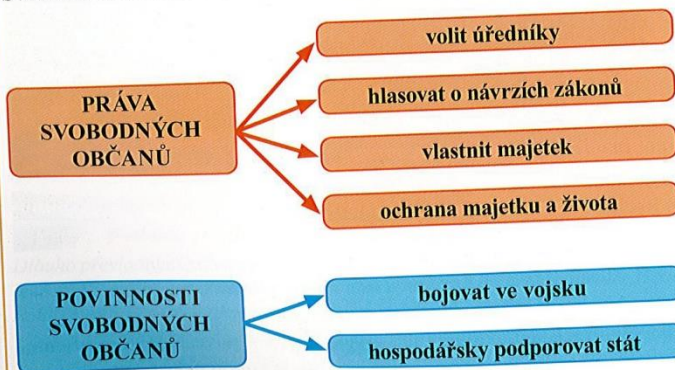 PRÁVA
SVOBODNÝCH
OBČANŮ
volit úředníky
hlasovat o návrzích zákonů
vlastnit majetek
ochrana majetku a života
POVINNOSTI
SVOBODNÝCH
OBČANŮ
bojovat ve vojsku
hospodářsky podporovat stát